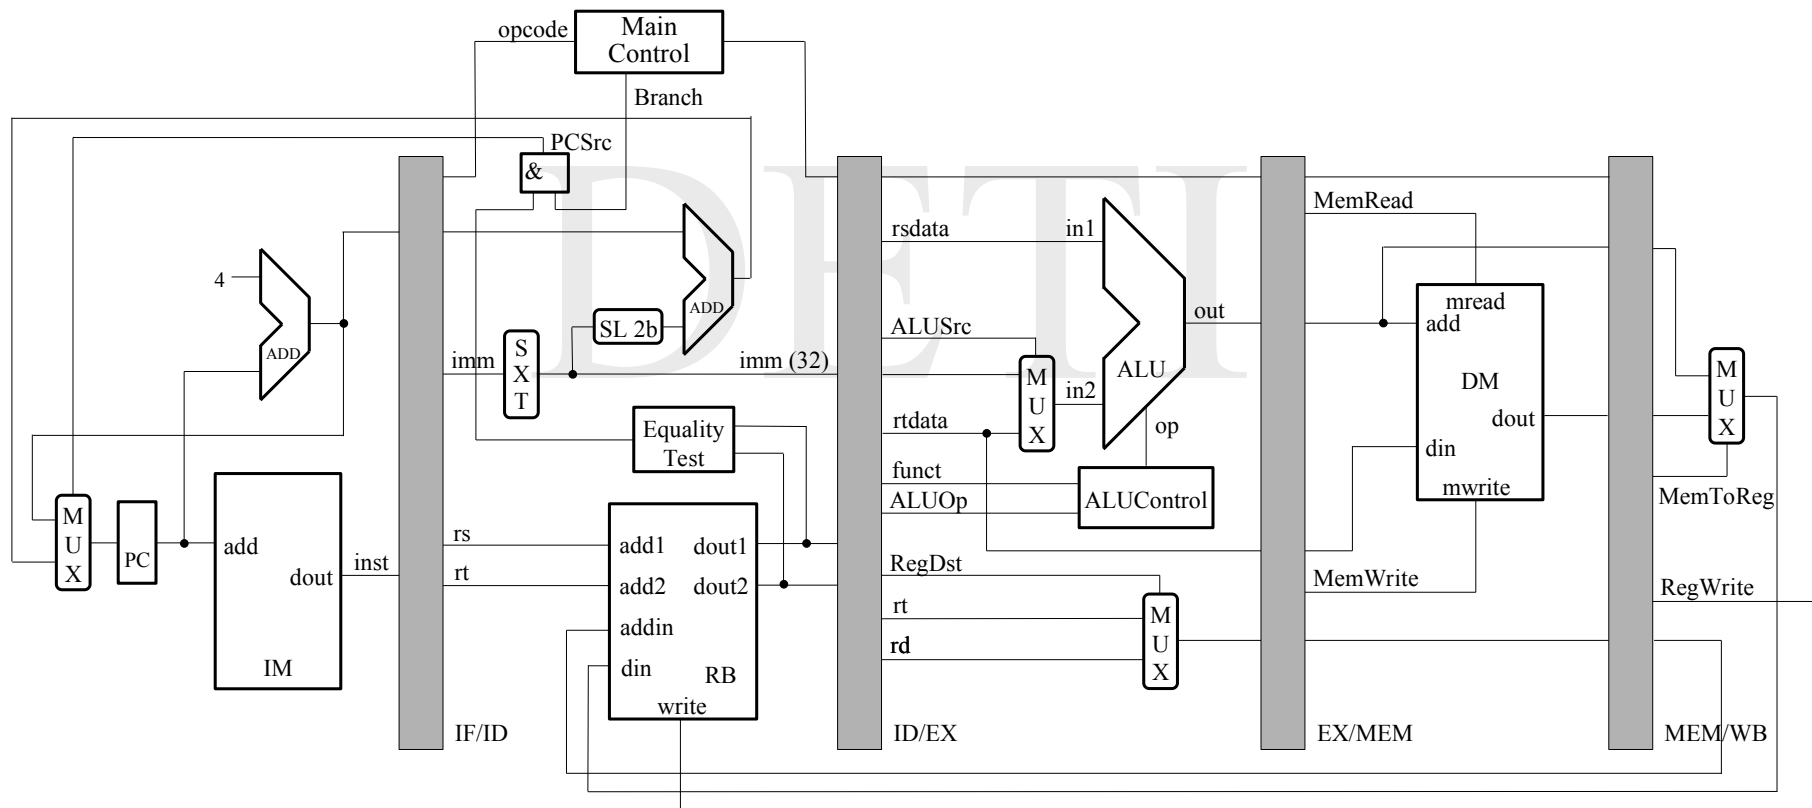 opcode
Main
Control
Branch
PCSrc
&
DETI
4
ADD
ADD
SL 2b
S
X
T
imm
imm (32)
Equality
Test
M
U
X
PC
add
dout
inst
IM
rs
rt
add1
add2
addin
din
dout1
dout2
RB
write
IF/ID
rsdata
in1
ALUSrc
M
U
X
in2
ALU
out
op
rtdata
funct
ALUOp
ALUControl
RegDst
rt
rd
M
U
X
ID/EX
MemRead
mread
add
DM
dout
din
mwrite
MemWrite
EX/MEM
M
U
X
MemToReg
RegWrite
MEM/WB